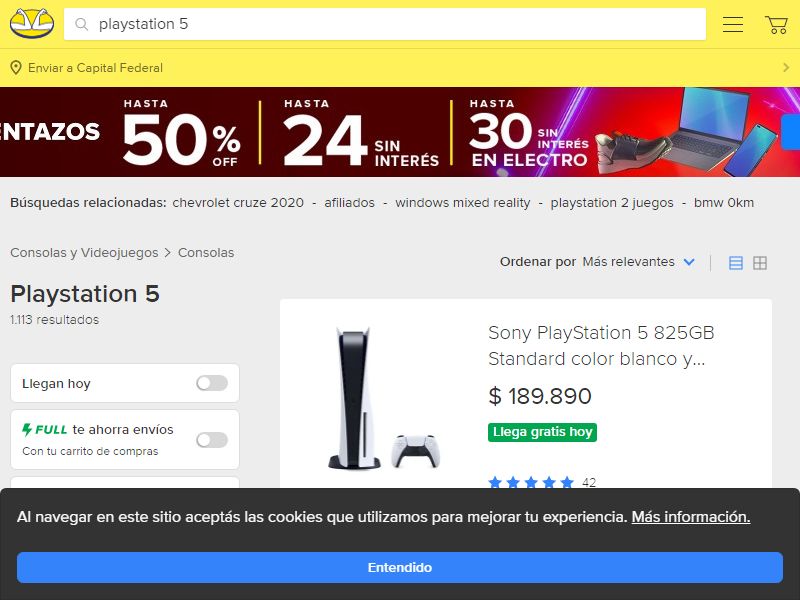 playstation 5
Enviar a Capital Federal
ENTAZOS
HASTA
50% OFF
HASTA
24 SIN INTERÉS
HASTA
30 SIN INTERÉS
EN ELECTRO
Búsquedas relacionadas: chevrolet cruze 2020 - afiliados - windows mixed reality - playstation 2 juegos - bmw 0km
Consolas y Videojuegos > Consolas
Ordenar por Más relevantes
Playstation 5
1.113 resultados
Llegan hoy
FULL te ahorra envíos
Con tu carrito de compras
Sony PlayStation 5 825GB
Standard color blanco y...
$ 189.890
Llega gratis hoy
42
Al navegar en este sitio aceptás las cookies que utilizamos para mejorar tu experiencia. Más información.
Entendido